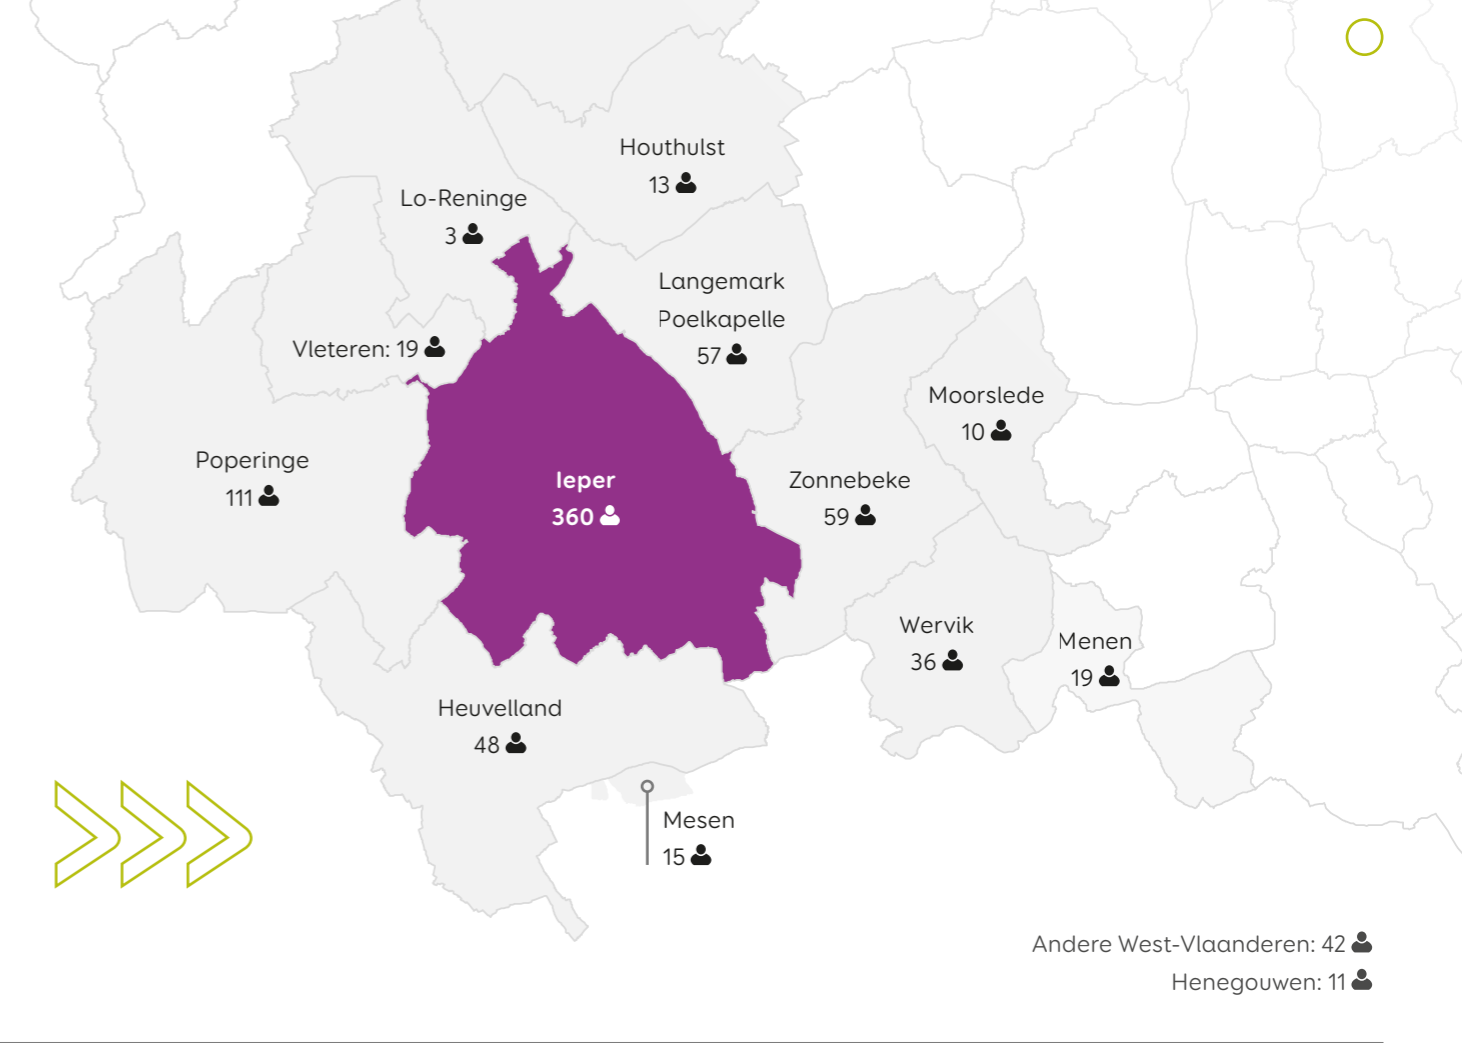 Houthulst
13
Lo-Reninge
3
Langemark
Poelkapelle
57
Vleteren: 19
Moorslede
10
Poperinge
111
Ieper
360
Zonnebeke
59
Wervik
36
Menen
19
Heuvelland
48
Mesen
15
Andere West-Vlaanderen: 42
Henegouwen: 11